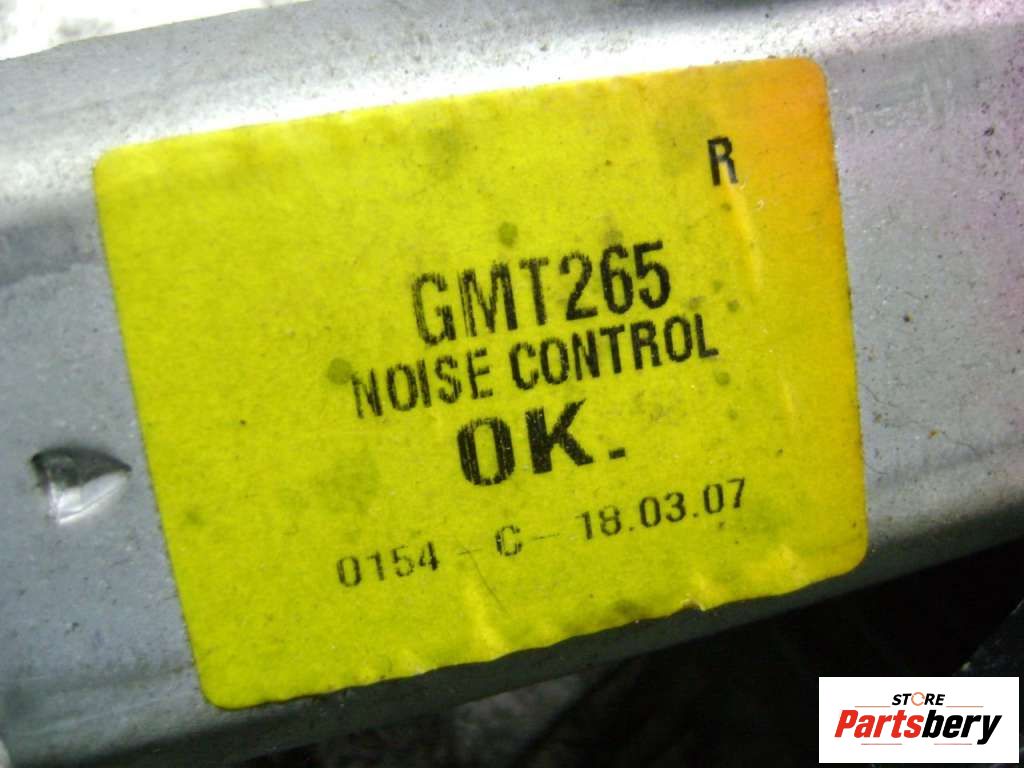 R
GMT265
NOISE CONTROL
OK.
0154 - C - 18.03.07
STORE
Partsbery